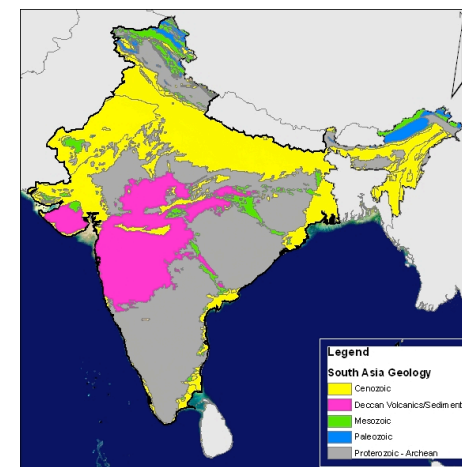 Legend
South Asia Geology
Cenozoic
Deccan Volcanics/Sediment
Mesozoic
Paleozoic
Proterozoic - Archean